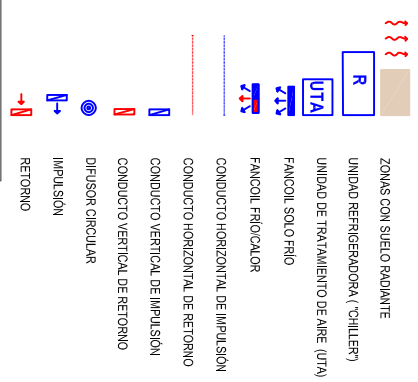 ZONAS CON SUELO RADIANTE
R
UNIDAD REFRIGERADORA ( "CHILLER")
UTA
UNIDAD DE TRATAMIENTO DE AIRE (UTA)
FANCOIL SOLO FRÍO
FANCOIL FRÍO/CALOR
CONDUCTO HORIZONTAL DE IMPULSIÓN
CONDUCTO HORIZONTAL DE RETORNO
CONDUCTO VERTICAL DE IMPULSIÓN
CONDUCTO VERTICAL DE RETORNO
DIFUSOR CIRCULAR
IMPULSIÓN
RETORNO